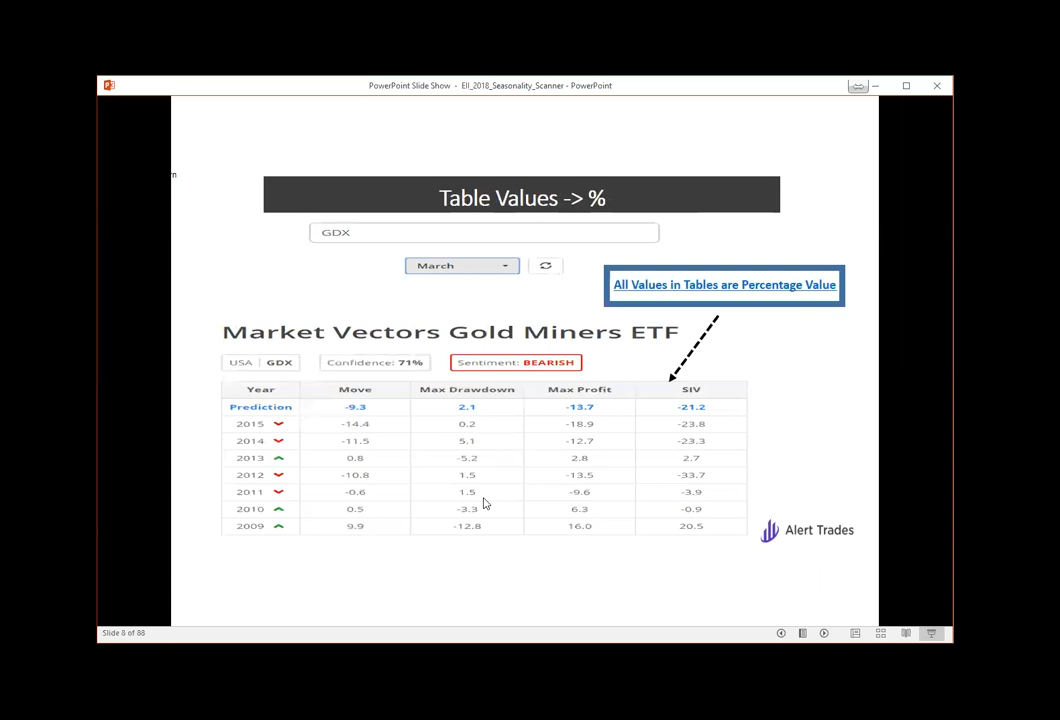 PowerPoint Slide Show - EII_2018_Seasonality_Scanner - PowerPoint
rn
Table Values -> %
GDX
March
All Values in Tables are Percentage Value
Market Vectors Gold Miners ETF
USA | GDX Confidence: 71% Sentiment: BEARISH
Year Move Max Drawdown Max Profit SIV
Prediction -9.3 2.1 -13.7 -21.2
2015 -14.4 0.2 -18.9 -23.8
2014 -11.5 5.1 -12.7 -23.3
2013 0.8 -5.2 2.8 2.7
2012 -10.8 1.5 -13.5 -33.7
2011 -0.6 1.5 -9.6 -3.9
2010 0.5 -3.3 6.3 -0.9
2009 9.9 -12.8 16.0 20.5
Alert Trades
Slide 8 of 88